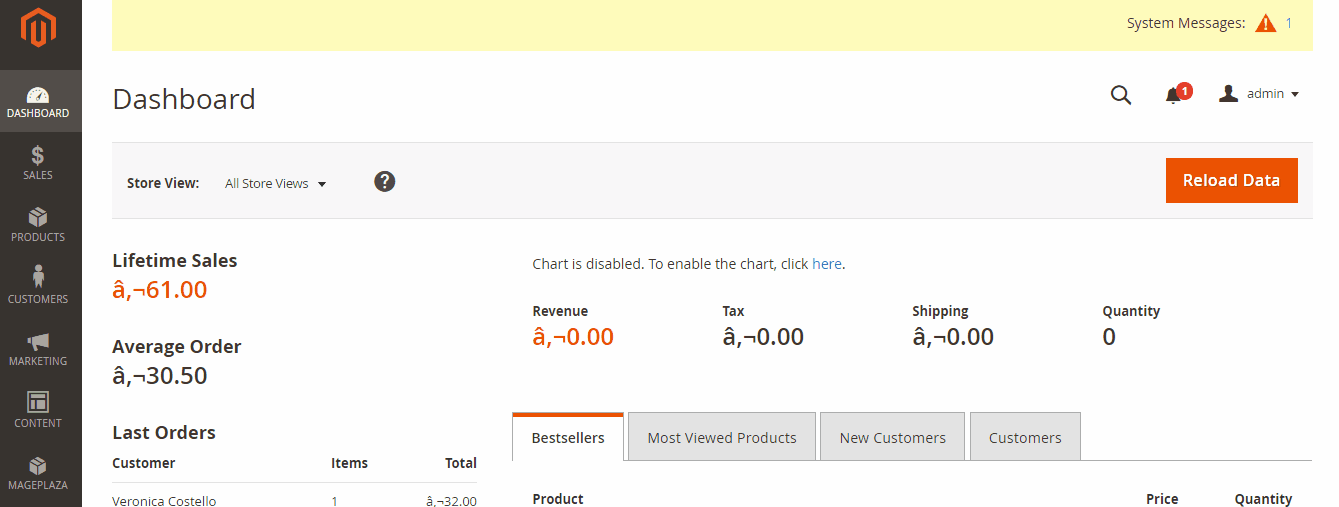 System Messages: 1
Dashboard
1
admin
Store View: All Store Views ?
Reload Data
DASHBOARD
$
SALES
PRODUCTS
CUSTOMERS
MARKETING
CONTENT
MAGEPLAZA
Lifetime Sales
â‚¬61.00
Average Order
â‚¬30.50
Last Orders
Customer Items Total
Veronica Costello 1 â‚¬32.00
Chart is disabled. To enable the chart, click here.
Revenue Tax Shipping Quantity
â‚¬0.00 â‚¬0.00 â‚¬0.00 0
Bestsellers Most Viewed Products New Customers Customers
Product Price Quantity